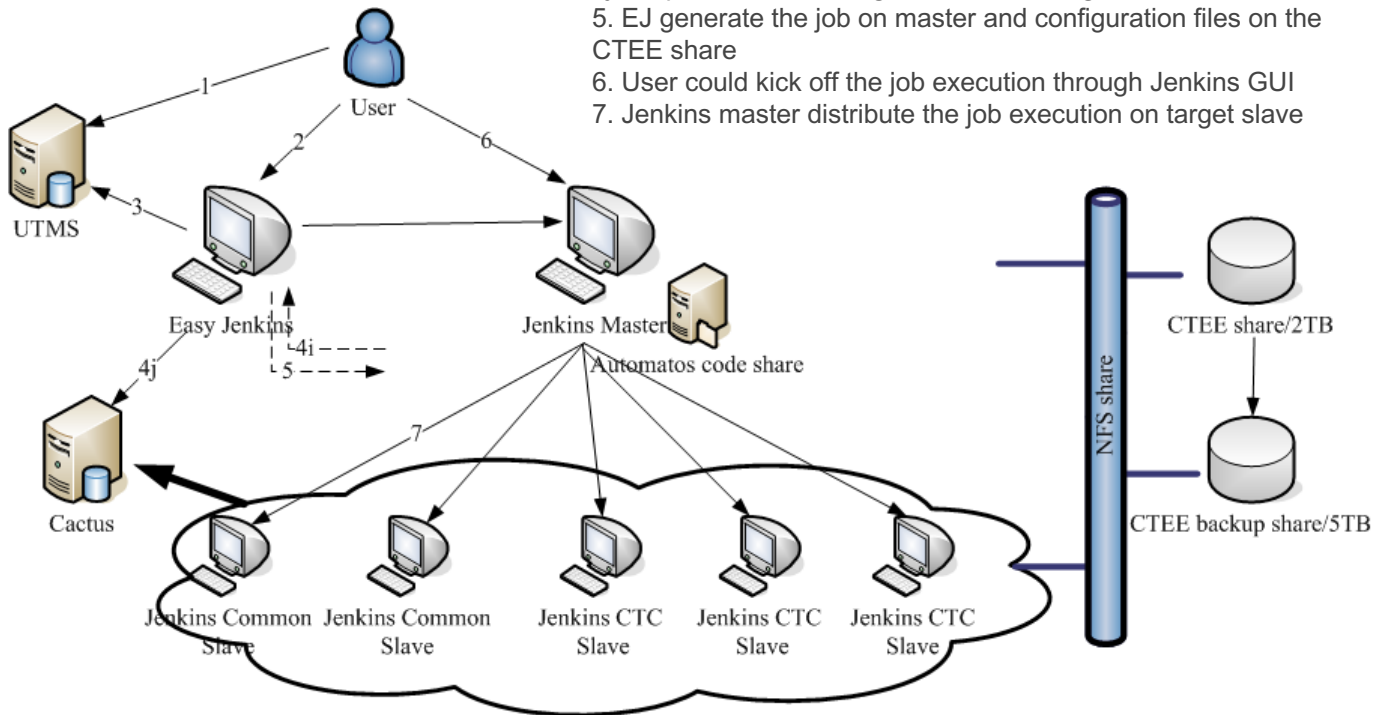 5. EJ generate the job on master and configuration files on the
CTEE share
6. User could kick off the job execution through Jenkins GUI
7. Jenkins master distribute the job execution on target slave
User
1
2
6
3
UTMS
Easy Jenkins
Jenkins Master
Automatos code share
4i
5
4j
7
Cactus
Jenkins Common
Slave
Jenkins Common
Slave
Jenkins CTC
Slave
Jenkins CTC
Slave
Jenkins CTC
Slave
NFS share
CTEE share/2TB
CTEE backup share/5TB